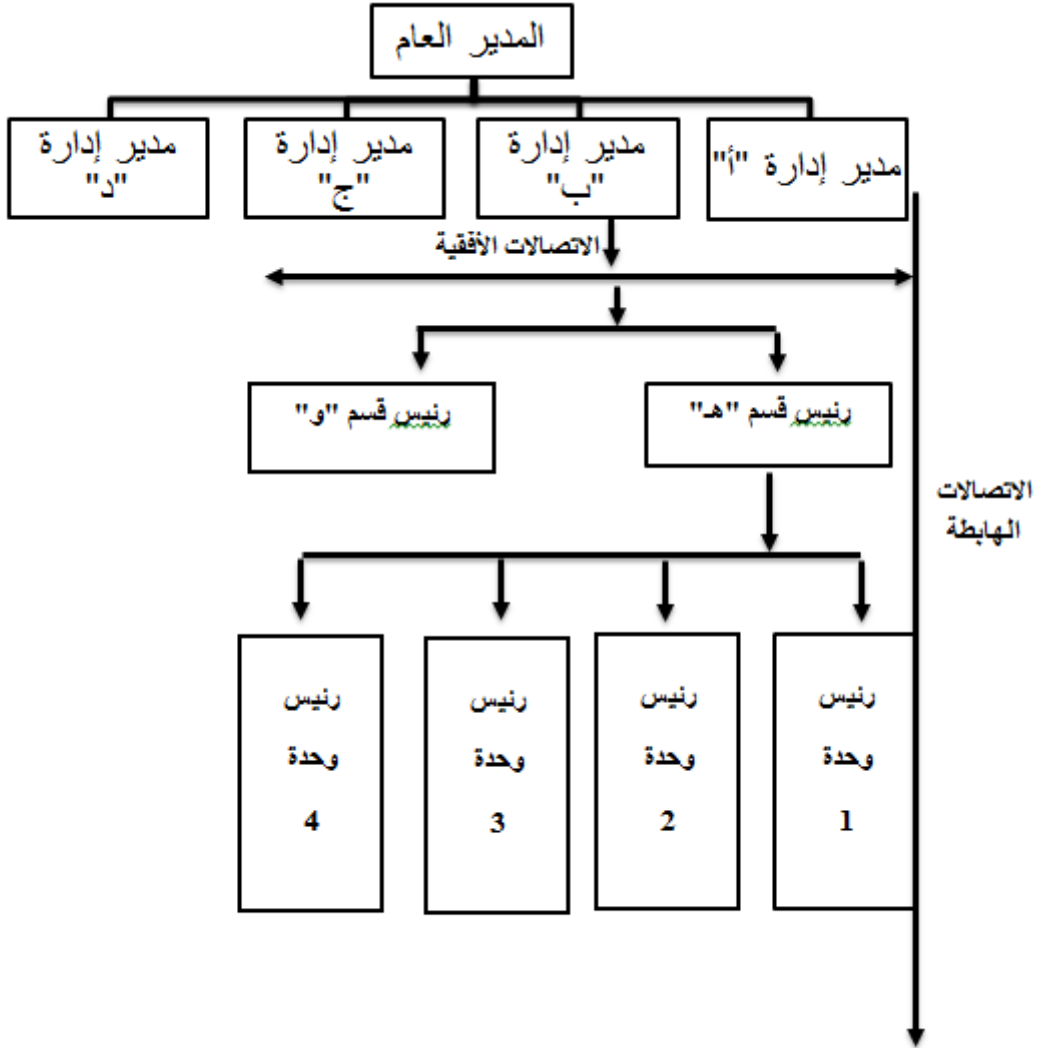 المدير العام
مدير إدارة "أ"
مدير إدارة
"ب"
مدير إدارة
"ج"
مدير إدارة
"د"
الاتصالات الأفقية
رئيس قسم "هـ"
رئيس قسم "و"
الاتصالات
الهابطة
رئيس
وحدة
1
رئيس
وحدة
2
رئيس
وحدة
3
رئيس
وحدة
4